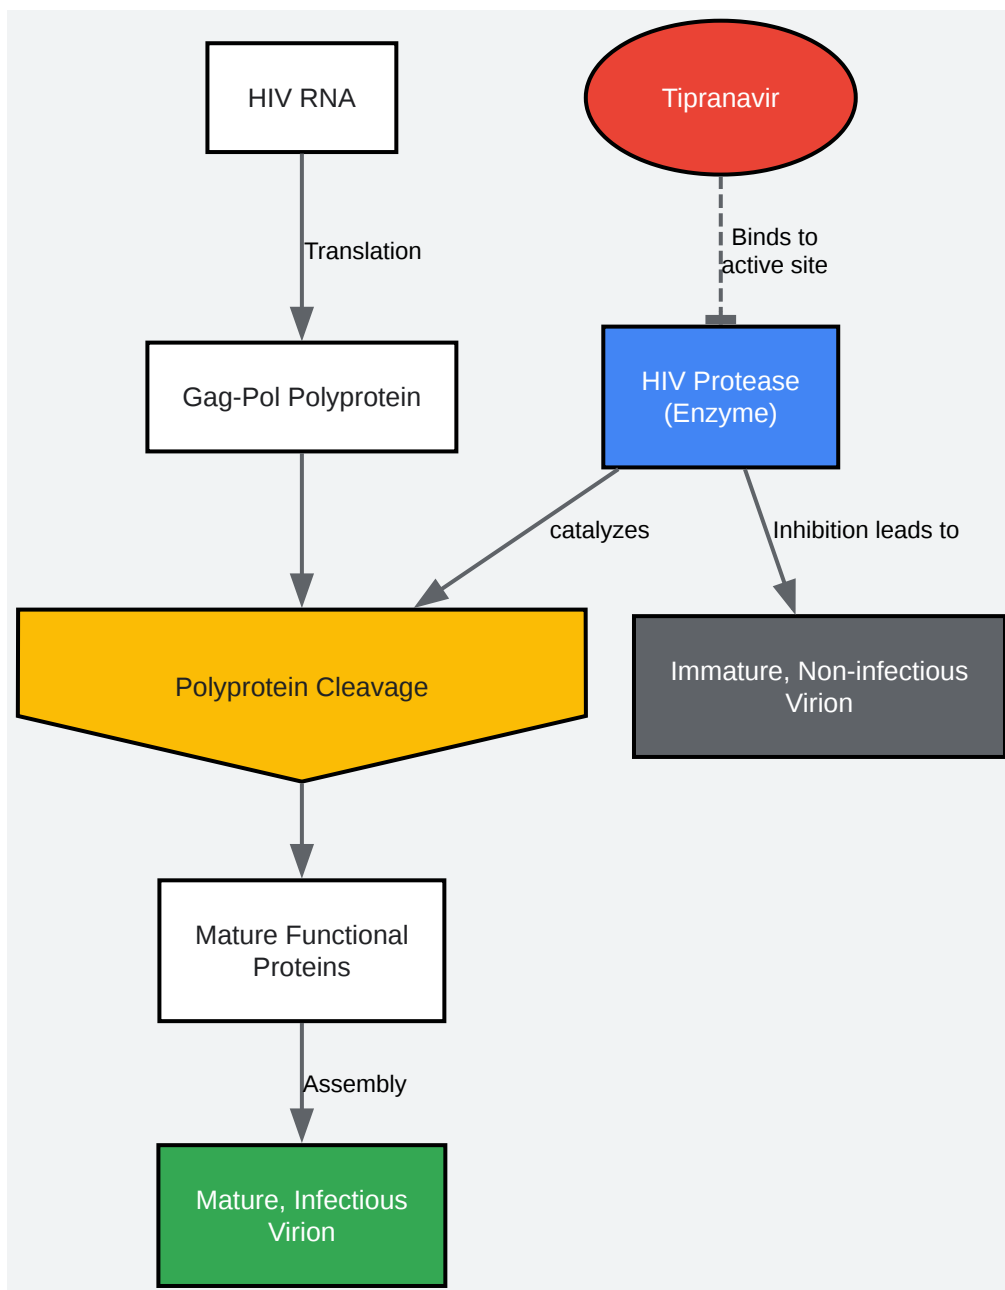 HIV RNA
Tipranavir
Translation
Binds to
active site
Gag-Pol Polyprotein
HIV Protease
(Enzyme)
catalyzes
Inhibition leads to
Polyprotein Cleavage
Immature, Non-infectious
Virion
Mature Functional
Proteins
Assembly
Mature, Infectious
Virion